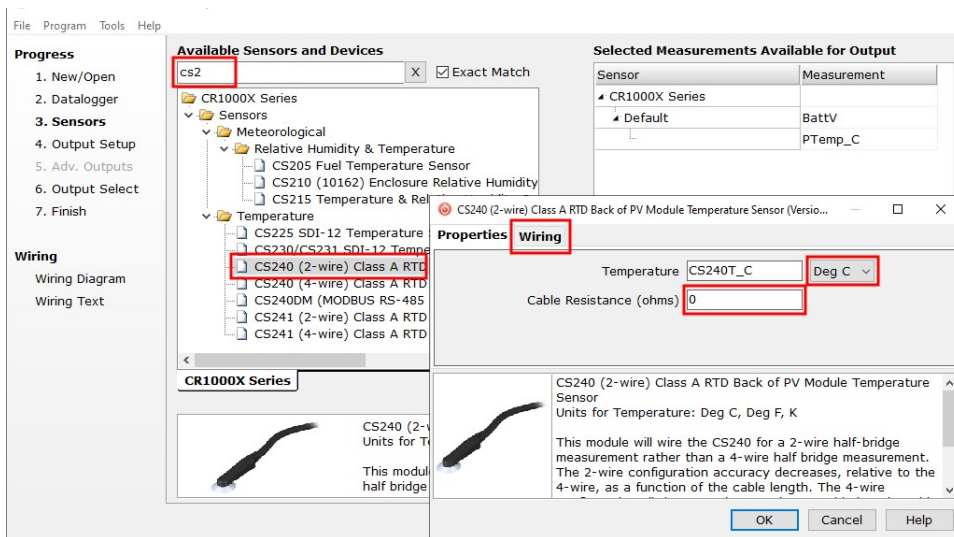 File Program Tools Help
Progress
1. New/Open
2. Datalogger
3. Sensors
4. Output Setup
5. Adv. Outputs
6. Output Select
7. Finish
Wiring
Wiring Diagram
Wiring Text
Available Sensors and Devices
cs2 X Exact Match
CR1000X Series
Sensors
Meteorological
Relative Humidity & Temperature
CS205 Fuel Temperature Sensor
CS210 (10162) Enclosure Relative Humidity
CS215 Temperature & Rel
Temperature
CS225 SDI-12 Temperature
CS230/CS231 SDI-12 Tempe
CS240 (2-wire) Class A RTD
CS240 (4-wire) Class A RTD
CS240DM (MODBUS RS-485
CS241 (2-wire) Class A RTD
CS241 (4-wire) Class A RTD
CR1000X Series
CS240 (2-w
Units for Te
This modul
half bridge
Selected Measurements Available for Output
Sensor Measurement
CR1000X Series
Default BattV
PTemp_C
CS240 (2-wire) Class A RTD Back of PV Module Temperature Sensor (Versio...
Properties Wiring
Temperature CS240T_C Deg C
Cable Resistance (ohms) 0
CS240 (2-wire) Class A RTD Back of PV Module Temperature
Sensor
Units for Temperature: Deg C, Deg F, K
This module will wire the CS240 for a 2-wire half-bridge
measurement rather than a 4-wire half bridge measurement.
The 2-wire configuration accuracy decreases, relative to the
4-wire, as a function of the cable length. The 4-wire
OK Cancel Help